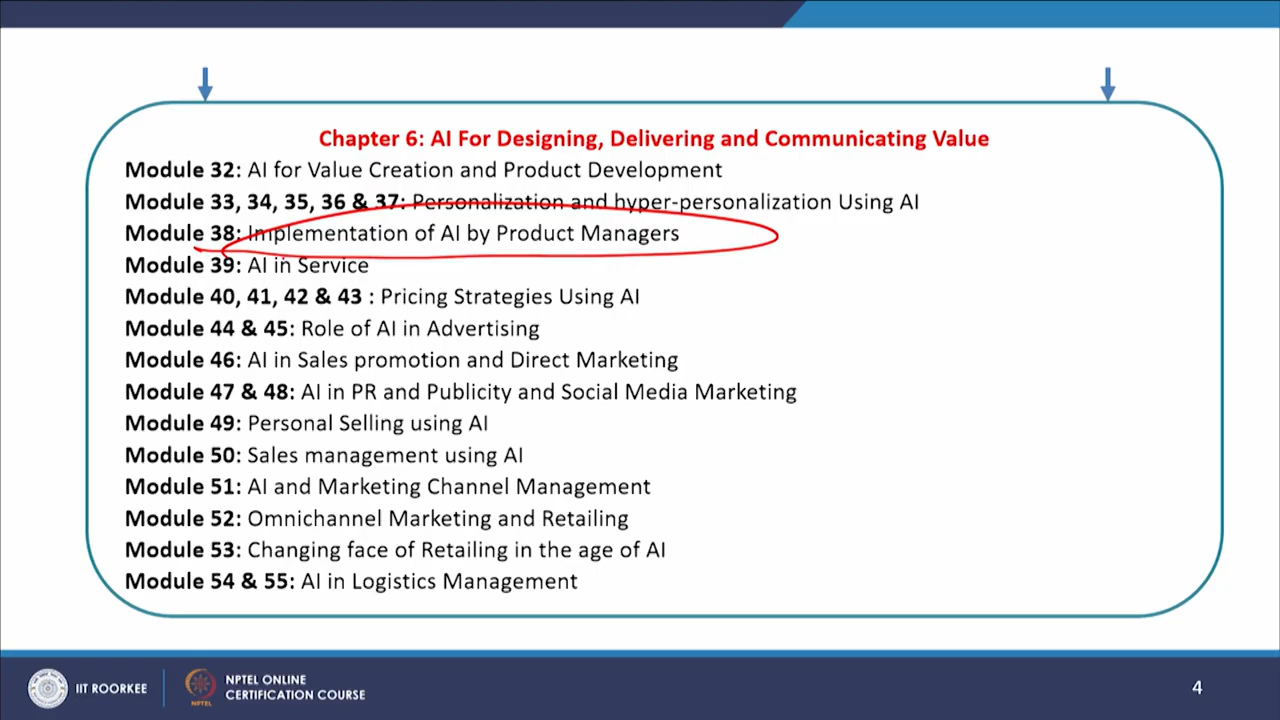 Chapter 6: AI For Designing, Delivering and Communicating Value
Module 32: AI for Value Creation and Product Development
Module 33, 34, 35, 36 & 37: Personalization and hyper-personalization Using AI
Module 38: Implementation of AI by Product Managers
Module 39: AI in Service
Module 40, 41, 42 & 43 : Pricing Strategies Using AI
Module 44 & 45: Role of AI in Advertising
Module 46: AI in Sales promotion and Direct Marketing
Module 47 & 48: AI in PR and Publicity and Social Media Marketing
Module 49: Personal Selling using AI
Module 50: Sales management using AI
Module 51: AI and Marketing Channel Management
Module 52: Omnichannel Marketing and Retailing
Module 53: Changing face of Retailing in the age of AI
Module 54 & 55: AI in Logistics Management
IIT ROORKEE
NPTEL
NPTEL ONLINE
CERTIFICATION COURSE
4